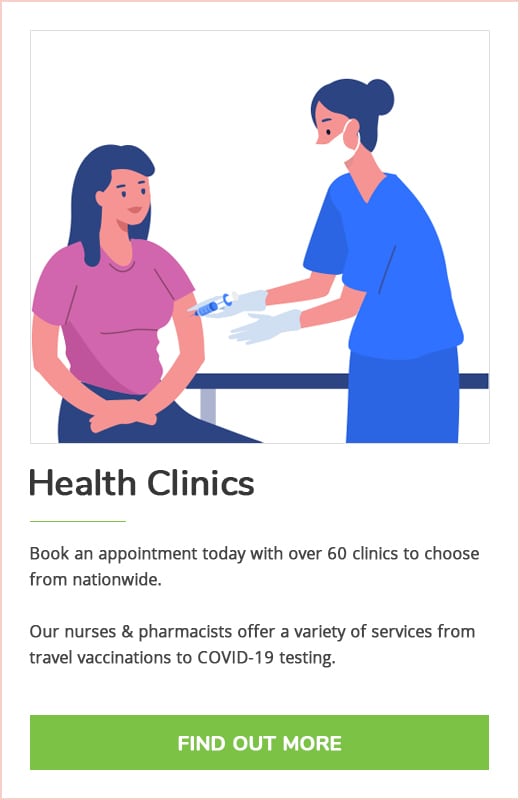 Health Clinics
Book an appointment today with over 60 clinics to choose
from nationwide.
Our nurses & pharmacists offer a variety of services from
travel vaccinations to COVID-19 testing.
FIND OUT MORE